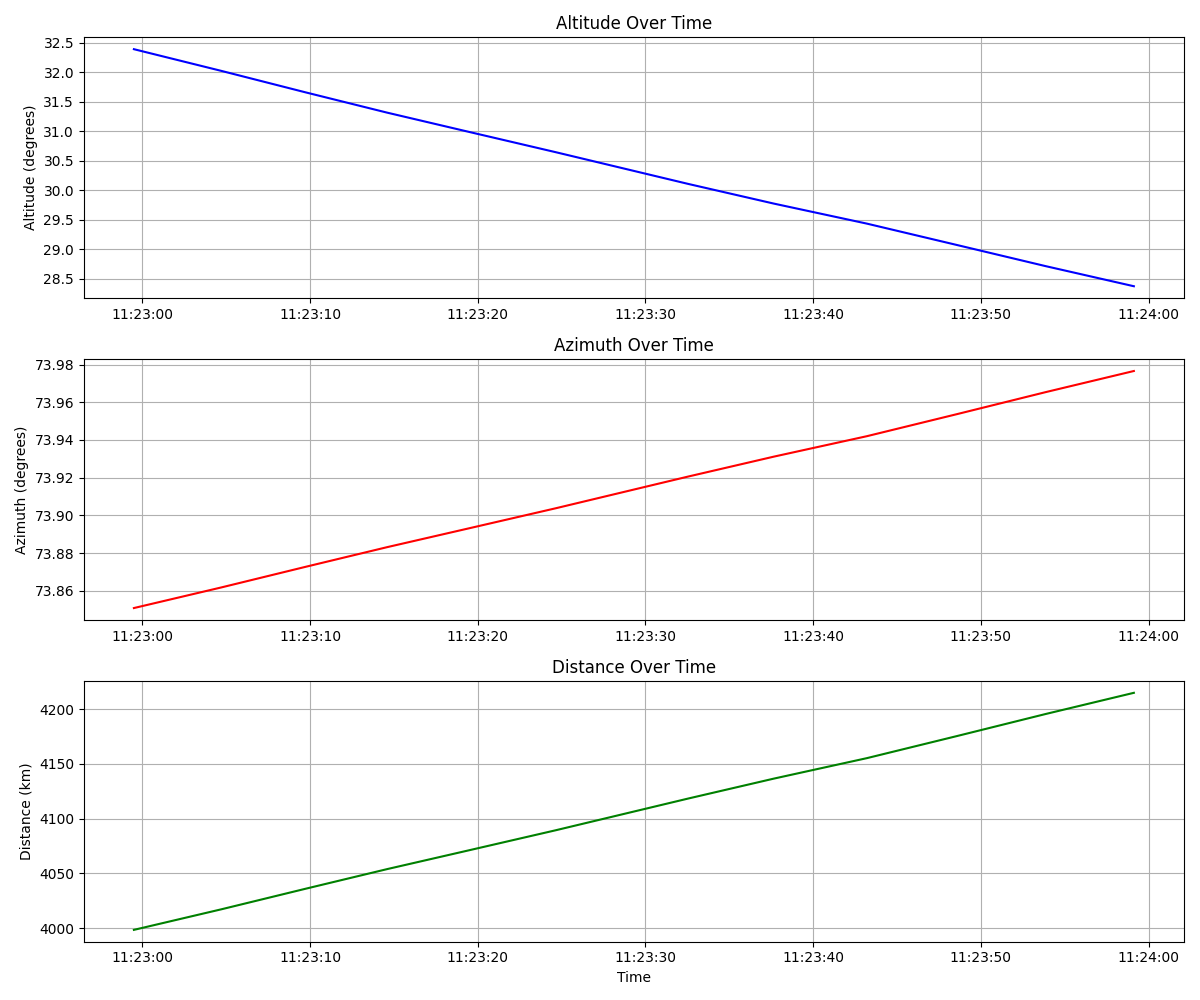 Altitude Over Time
Altitude (degrees)
32.5
32.0
31.5
31.0
30.5
30.0
29.5
29.0
28.5
11:23:00 11:23:10 11:23:20 11:23:30 11:23:40 11:23:50 11:24:00
Azimuth Over Time
Azimuth (degrees)
73.98
73.96
73.94
73.92
73.90
73.88
73.86
11:23:00 11:23:10 11:23:20 11:23:30 11:23:40 11:23:50 11:24:00
Distance Over Time
Distance (km)
4200
4150
4100
4050
4000
11:23:00 11:23:10 11:23:20 11:23:30 11:23:40 11:23:50 11:24:00
Time